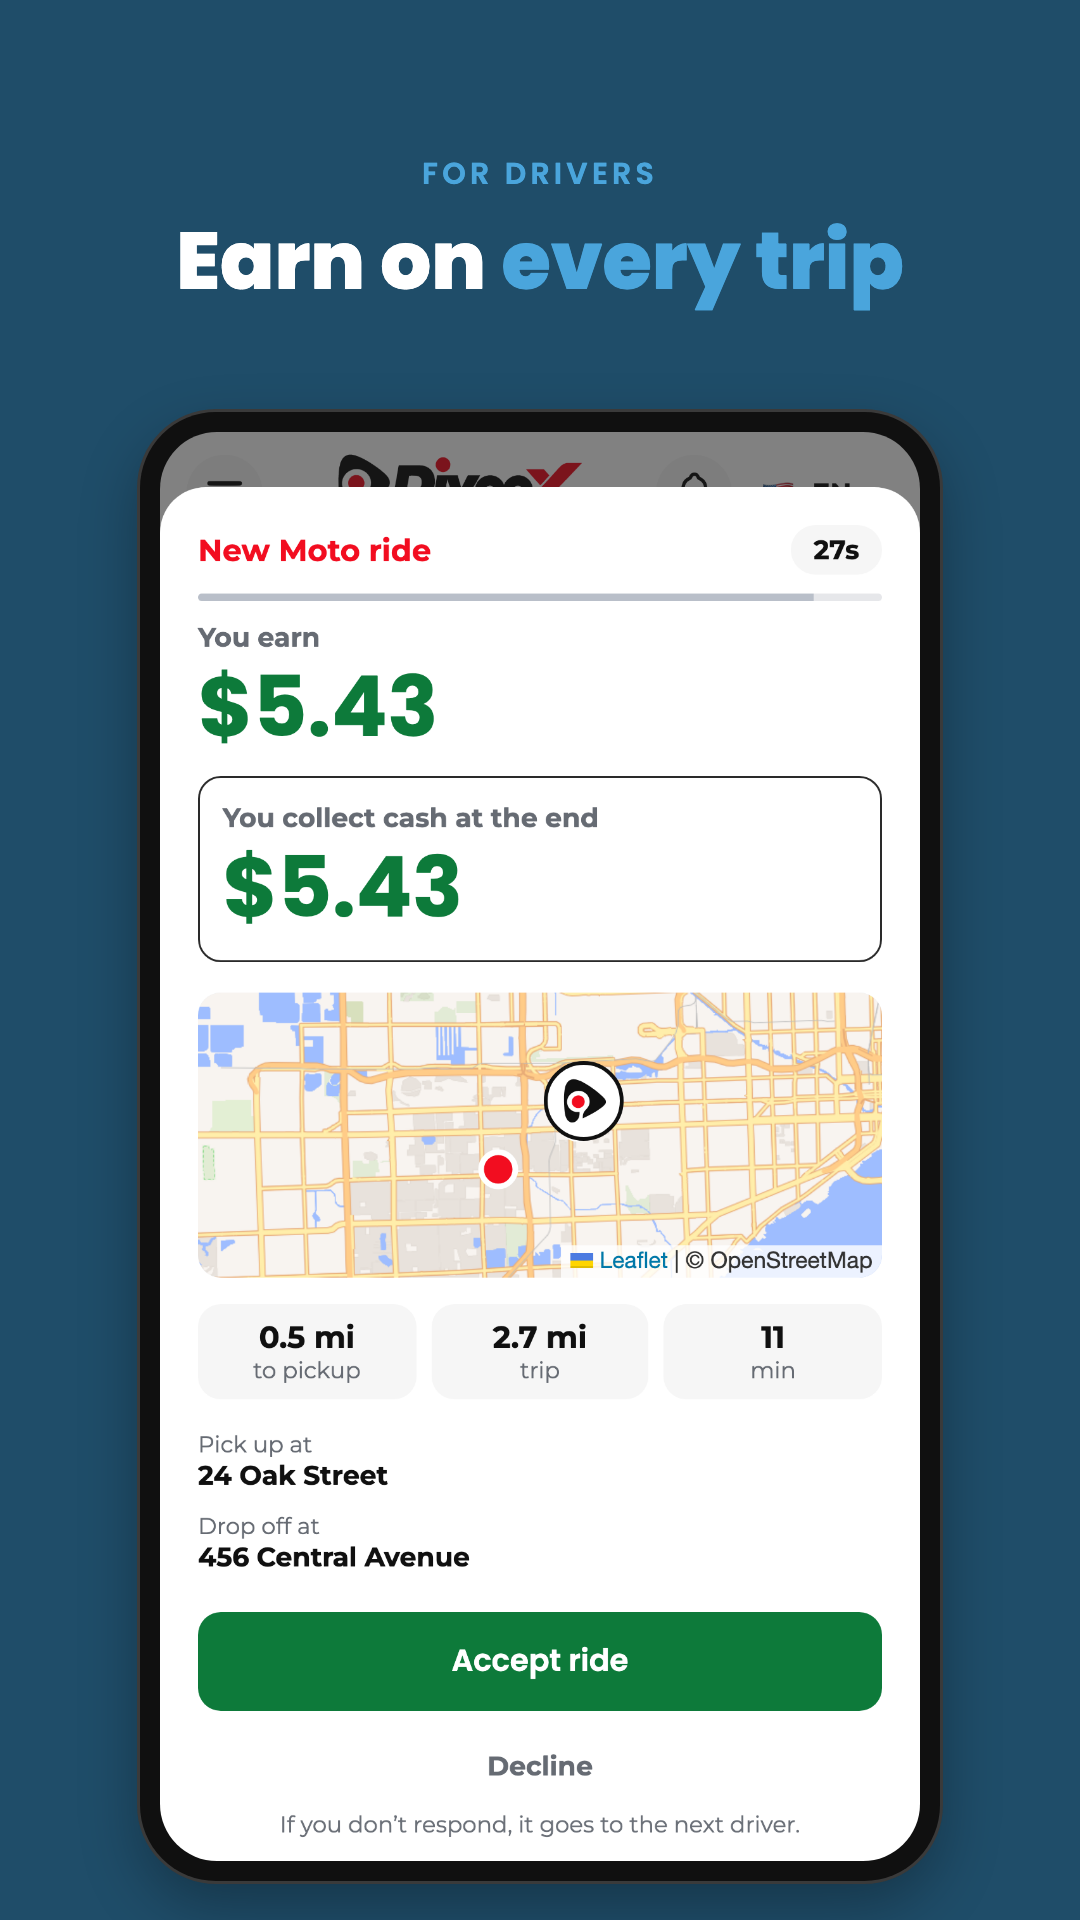 FOR DRIVERS
Earn on every trip
New Moto ride
27s
You earn
$5.43
You collect cash at the end
$5.43
Leaflet | © OpenStreetMap
0.5 mi
to pickup
2.7 mi
trip
11
min
Pick up at
24 Oak Street
Drop off at
456 Central Avenue
Accept ride
Decline
If you don’t respond, it goes to the next driver.